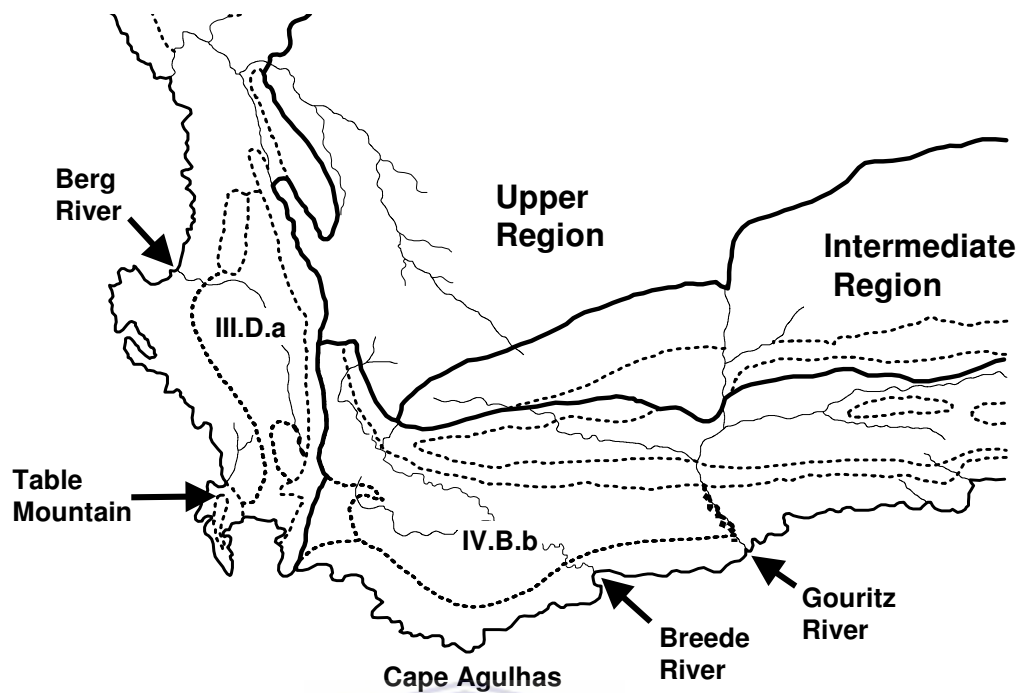 Berg
River
Upper
Region
Intermediate
Region
III.D.a
Table
Mountain
IV.B.b
Gouritz
River
Breede
River
Cape Agulhas